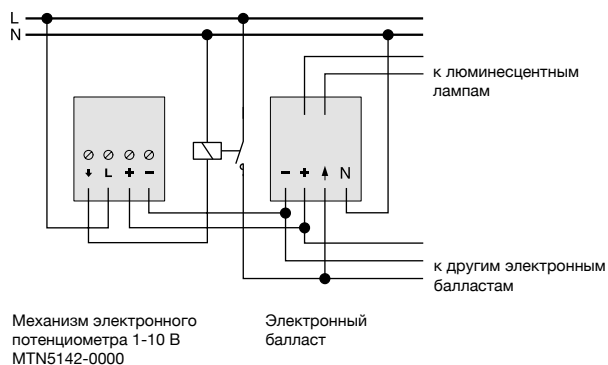 L
N
к люминесцентным
лампам
L + -
- + N
к другим электронным
балластам
Механизм электронного
потенциометра 1-10 В
MTN5142-0000
Электронный
балласт